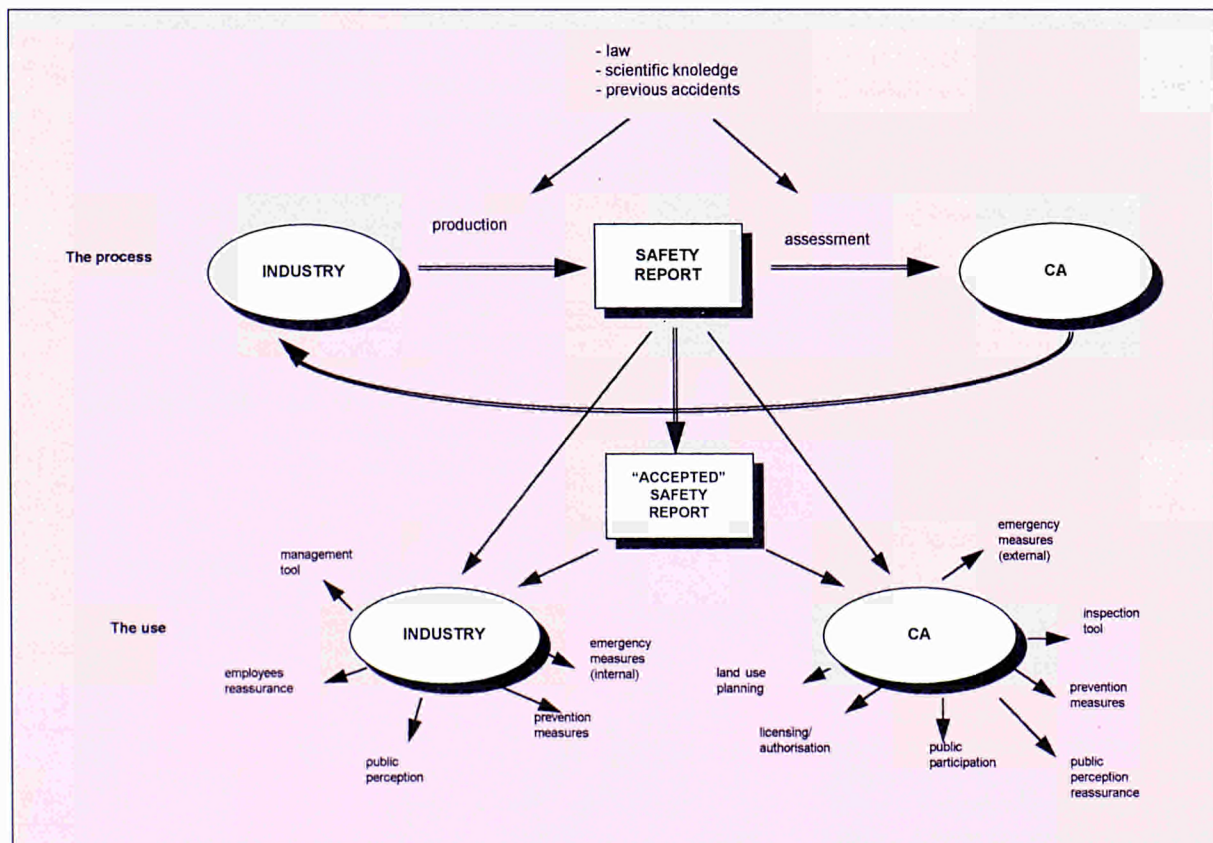 - law
- scientific knoledge
- previous accidents
production
assessment
The process
INDUSTRY
SAFETY
REPORT
CA
"ACCEPTED"
SAFETY
REPORT
management
tool
emergency
measures
(external)
The use
INDUSTRY
CA
inspection
tool
employees
reassurance
emergency
measures
(internal)
land use
planning
prevention
measures
prevention
measures
licensing/
authorisation
public
perception
public
participation
public
perception
reassurance